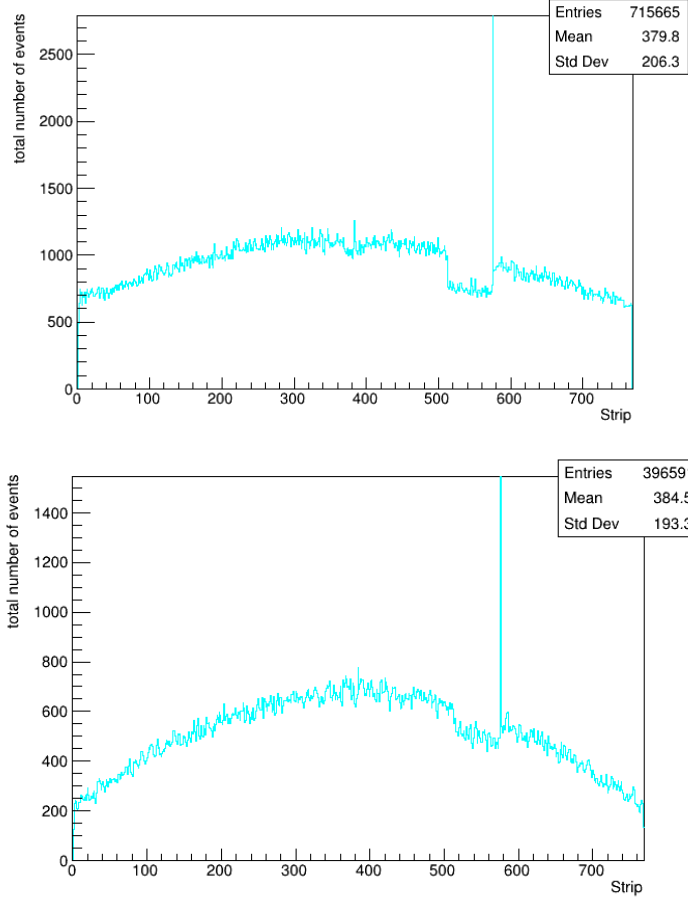 Entries 715665
Mean 379.8
Std Dev 206.3
total number of events
2500
2000
1500
1000
500
0
0 100 200 300 400 500 600 700
Strip
Entries 39659
Mean 384.5
Std Dev 193.3
total number of events
1400
1200
1000
800
600
400
200
0
0 100 200 300 400 500 600 700
Strip